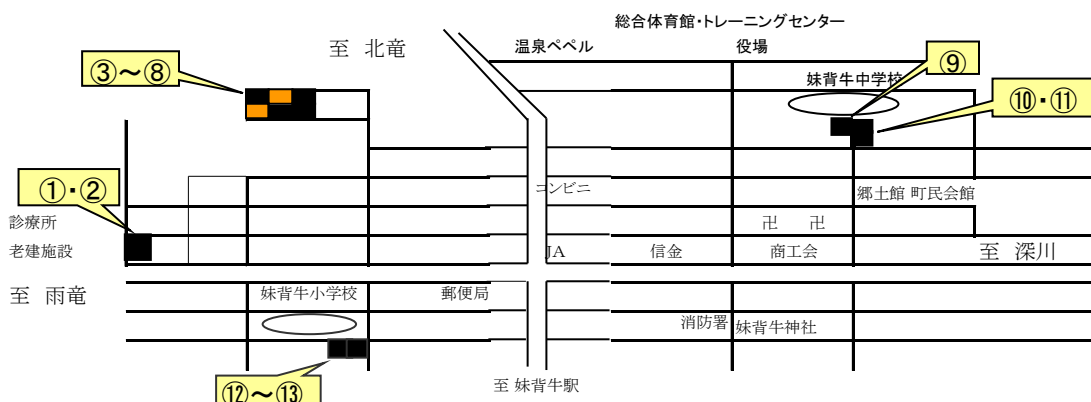 総合体育館・トレーニングセンター
至 北竜
温泉ペペル
役場
⑨
③～⑧
妹背牛中学校
⑩・⑪
①・②
コンビニ
郷土館 町民会館
診療所
卍 卍
老建施設
JA
信金
商工会
至 深川
至 雨竜
妹背牛小学校
郵便局
消防署
妹背牛神社
⑫～⑬
至 妹背牛駅